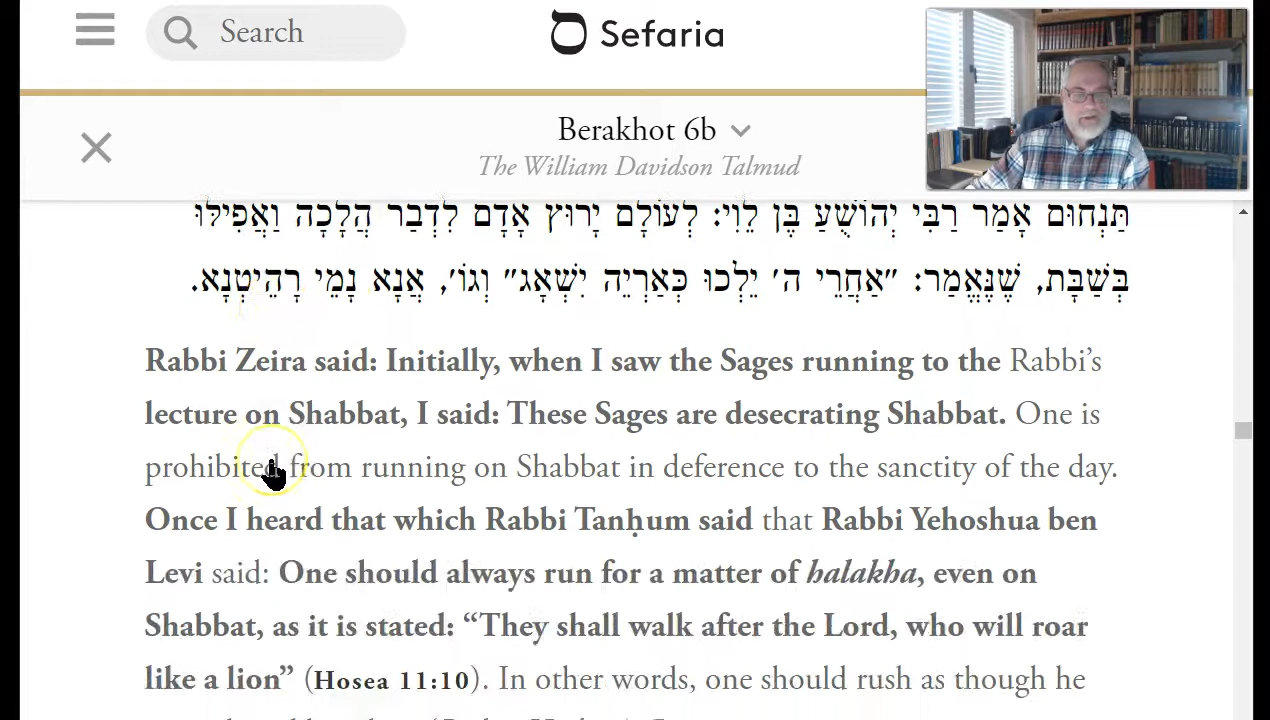 Search
Sefaria
Berakhot 6b
The William Davidson Talmud
תַּנְחוּם אָמַר רַבִּי יְהוֹשֻׁעַ בֶּן לֵוִי: לְעוֹלָם יָרוּץ אָדָם לִדְבַר הֲלָכָה וַאֲפִילּוּ
בְּשַׁבָּת, שֶׁנֶּאֱמַר: ״אַחֲרֵי ה׳ יֵלְכוּ כְּאַרְיֵה יִשְׁאָג״ וְגוֹ׳, אֲנָא נָמֵי רָהֵיטְנָא.
Rabbi Zeira said: Initially, when I saw the Sages running to the Rabbi’s
lecture on Shabbat, I said: These Sages are desecrating Shabbat. One is
prohibited from running on Shabbat in deference to the sanctity of the day.
Once I heard that which Rabbi Tanḥum said that Rabbi Yehoshua ben
Levi said: One should always run for a matter of halakha, even on
Shabbat, as it is stated: “They shall walk after the Lord, who will roar
like a lion” (Hosea 11:10). In other words, one should rush as though he